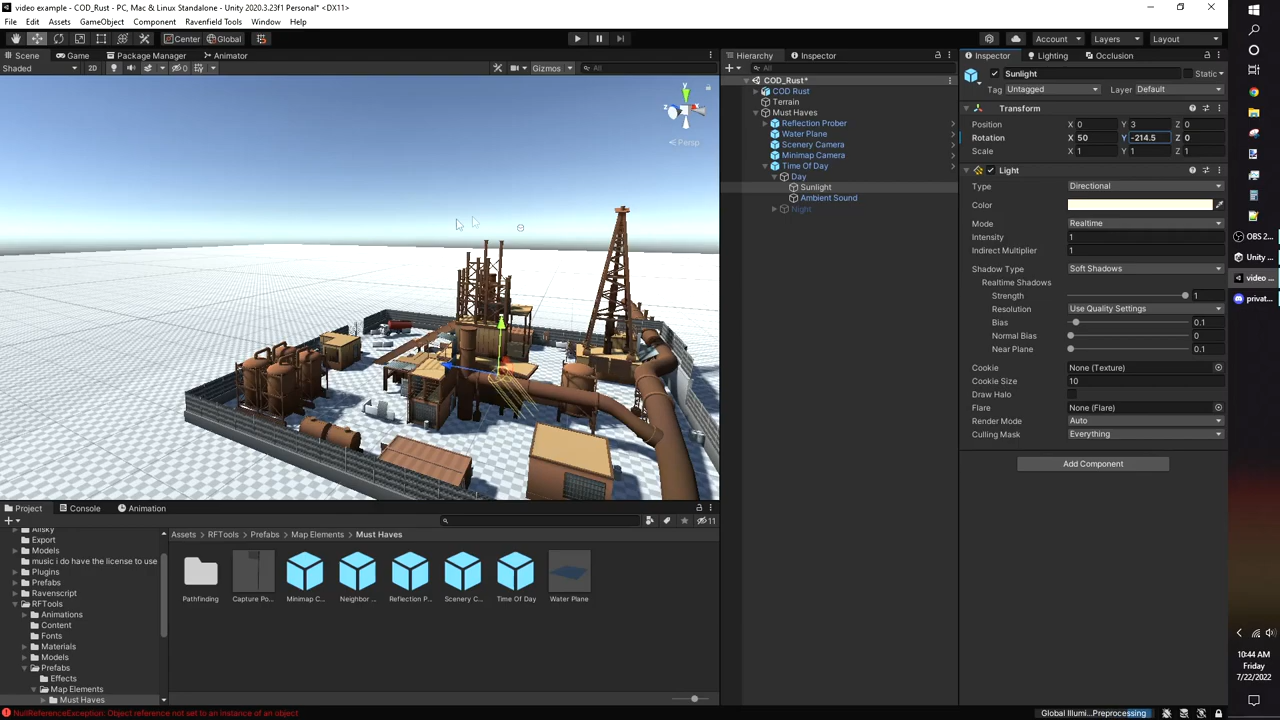 video example - COD_Rust - PC, Mac & Linux Standalone - Unity 2020.3.23f1 Personal* <DX11>
File Edit Assets GameObject Component Ravenfield Tools Window Help
Center Global Account Layers Layout
Scene Game Package Manager Animator
Shaded 2D 0 Gizmos All
y
z
Persp
Project Console Animation
11
Allsky
Export
Models
music i do have the license to use
Plugins
Prefabs
Ravenscript
RFTools
Animations
Content
Fonts
Materials
Models
Prefabs
Effects
Map Elements
Must Haves
Assets RFTools Prefabs Map Elements Must Haves
Pathfinding Capture Po... Minimap C... Neighbor ... Reflection P... Scenery C... Time Of Day Water Plane
NullReferenceException: Object reference not set to an instance of an object
Hierarchy Inspector
All
COD_Rust*
COD Rust
Terrain
Must Haves
Reflection Prober
Water Plane
Scenery Camera
Minimap Camera
Time Of Day
Day
Sunlight
Ambient Sound
Night
Inspector Lighting Occlusion
Sunlight Static
Tag Untagged Layer Default
Transform
Position X 0 Y 3 Z 0
Rotation X 50 Y -214.5 Z 0
Scale X 1 Y 1 Z 1
Light
Type Directional
Color
Mode Realtime
Intensity 1
Indirect Multiplier 1
Shadow Type Soft Shadows
Realtime Shadows
Strength 1
Resolution Use Quality Settings
Bias 0.1
Normal Bias 0
Near Plane 0.1
Cookie None (Texture)
Cookie Size 10
Draw Halo
Flare None (Flare)
Render Mode Auto
Culling Mask Everything
Add Component
Global Illumi...Preprocessing
OBS 2...
Unity ...
video ...
privat...
10:44 AM
Friday
7/22/2022